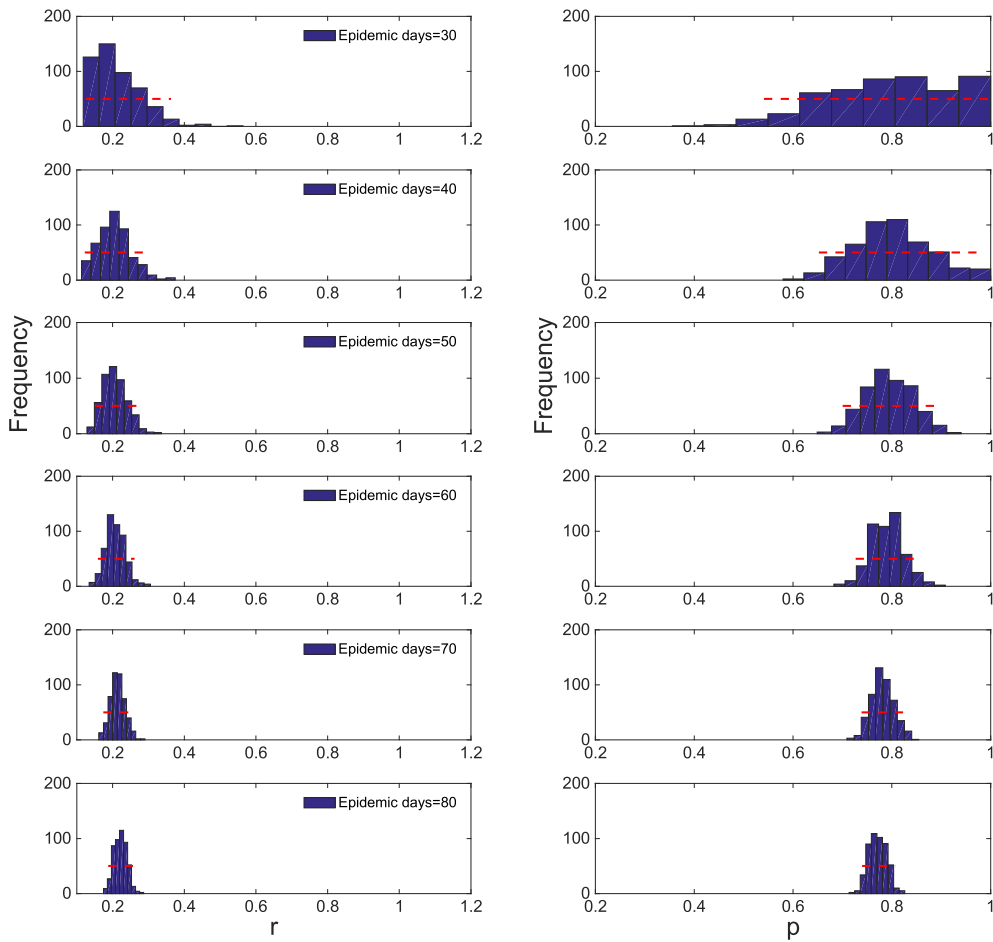 200
100
0
0.2 0.4 0.6 0.8 1 1.2
Epidemic days=30
200
100
0
0.2 0.4 0.6 0.8 1
200
100
0
0.2 0.4 0.6 0.8 1 1.2
Epidemic days=40
200
100
0
0.2 0.4 0.6 0.8 1
Frequency
200
100
0
0.2 0.4 0.6 0.8 1 1.2
Epidemic days=50
Frequency
200
100
0
0.2 0.4 0.6 0.8 1
200
100
0
0.2 0.4 0.6 0.8 1 1.2
Epidemic days=60
200
100
0
0.2 0.4 0.6 0.8 1
200
100
0
0.2 0.4 0.6 0.8 1 1.2
Epidemic days=70
200
100
0
0.2 0.4 0.6 0.8 1
200
100
0
0.2 0.4 0.6 0.8 1 1.2
Epidemic days=80
r
200
100
0
0.2 0.4 0.6 0.8 1
p